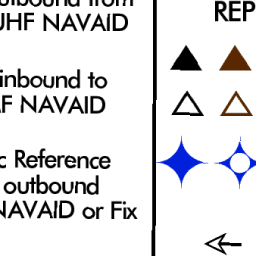 outbound from
UHF NAVAID
REP
inbound to
NAVAID
Reference
outbound
NAVAID or Fix